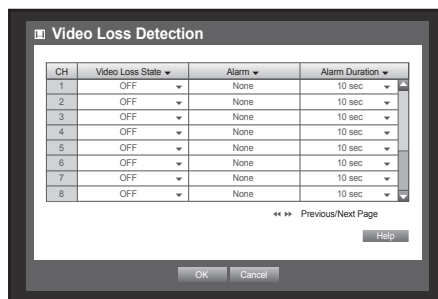 Video Loss Detection
CH Video Loss State Alarm Alarm Duration
1 OFF None 10 sec
2 OFF None 10 sec
3 OFF None 10 sec
4 OFF None 10 sec
5 OFF None 10 sec
6 OFF None 10 sec
7 OFF None 10 sec
8 OFF None 10 sec
Previous/Next Page
Help
OK Cancel